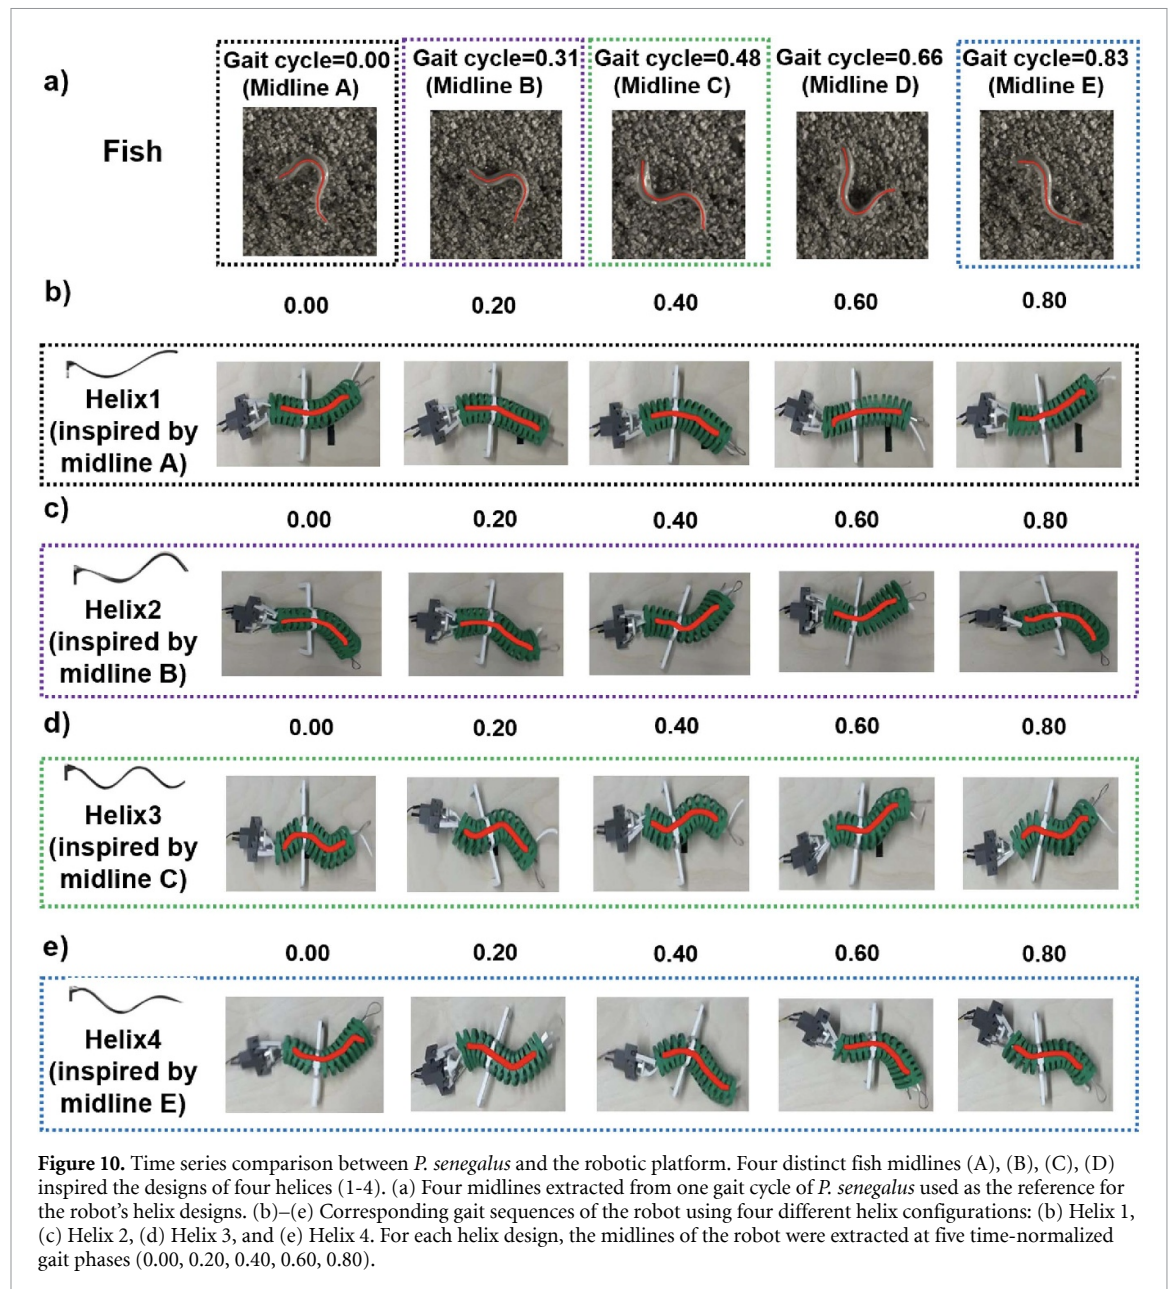 a)
Fish
Gait cycle=0.00
(Midline A)
Gait cycle=0.31
(Midline B)
Gait cycle=0.48
(Midline C)
Gait cycle=0.66
(Midline D)
Gait cycle=0.83
(Midline E)
b)
0.00 0.20 0.40 0.60 0.80
Helix1
(inspired by
midline A)
c)
0.00 0.20 0.40 0.60 0.80
Helix2
(inspired by
midline B)
d)
0.00 0.20 0.40 0.60 0.80
Helix3
(inspired by
midline C)
e)
0.00 0.20 0.40 0.60 0.80
Helix4
(inspired by
midline E)
Figure 10. Time series comparison between P. senegalus and the robotic platform. Four distinct fish midlines (A), (B), (C), (D)
inspired the designs of four helices (1-4). (a) Four midlines extracted from one gait cycle of P. senegalus used as the reference for
the robot's helix designs. (b)–(e) Corresponding gait sequences of the robot using four different helix configurations: (b) Helix 1,
(c) Helix 2, (d) Helix 3, and (e) Helix 4. For each helix design, the midlines of the robot were extracted at five time-normalized
gait phases (0.00, 0.20, 0.40, 0.60, 0.80).